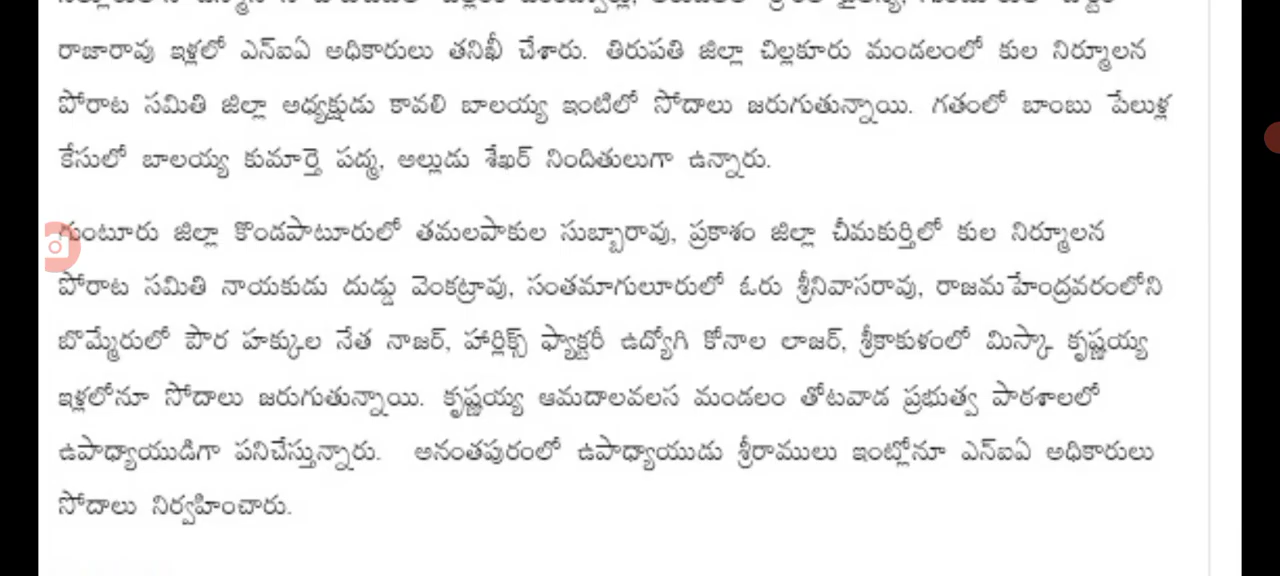 రాజారావు ఇళ్లలో ఎన్ఐఏ అధికారులు తనిఖీ చేశారు. తిరుపతి జిల్లా చిల్లకూరు మండలంలో కుల నిర్మూలన
పోరాట సమితి జిల్లా అధ్యక్షుడు కావలి బాలయ్య ఇంటిలో సోదాలు జరుగుతున్నాయి. గతంలో బాంబు పేలుళ్ల
కేసులో బాలయ్య కుమార్తె పద్మ, అల్లుడు శేఖర్ నిందితులుగా ఉన్నారు.
గుంటూరు జిల్లా కొండపాటూరులో తమలపాకుల సుబ్బారావు, ప్రకాశం జిల్లా చీమకుర్తిలో కుల నిర్మూలన
పోరాట సమితి నాయకుడు దుడ్డు వెంకట్రావు, సంతమాగులూరులో ఓరు శ్రీనివాసరావు, రాజమహేంద్రవరంలోని
బొమ్మేరులో పౌర హక్కుల నేత నాజర్, హార్లిక్స్ ఫ్యాక్టరీ ఉద్యోగి కోనాల లాజర్, శ్రీకాకుళంలో మిస్కా కృష్ణయ్య
ఇళ్లలోనూ సోదాలు జరుగుతున్నాయి. కృష్ణయ్య ఆమదాలవలస మండలం తోటవాడ ప్రభుత్వ పాఠశాలలో
ఉపాధ్యాయుడిగా పనిచేస్తున్నారు. అనంతపురంలో ఉపాధ్యాయుడు శ్రీరాములు ఇంట్లోనూ ఎన్ఐఏ అధికారులు
సోదాలు నిర్వహించారు.